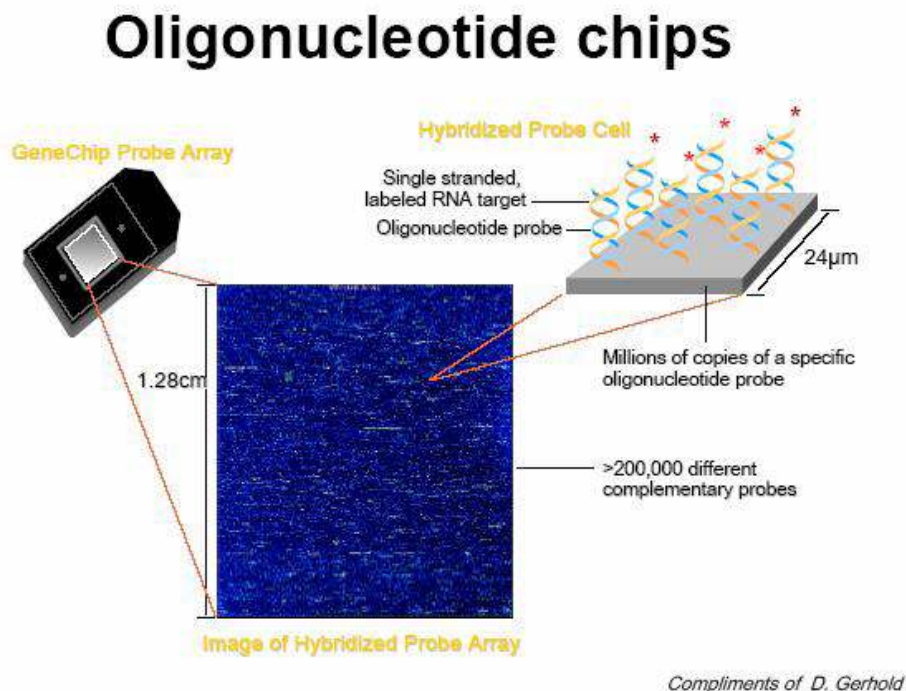 Oligonucleotide chips
GeneChip Probe Array
Hybridized Probe Cell
Single stranded,
labeled RNA target
Oligonucleotide probe
24µm
Millions of copies of a specific
oligonucleotide probe
1.28cm
>200,000 different
complementary probes
Image of Hybridized Probe Array
Compliments of D. Gerhold